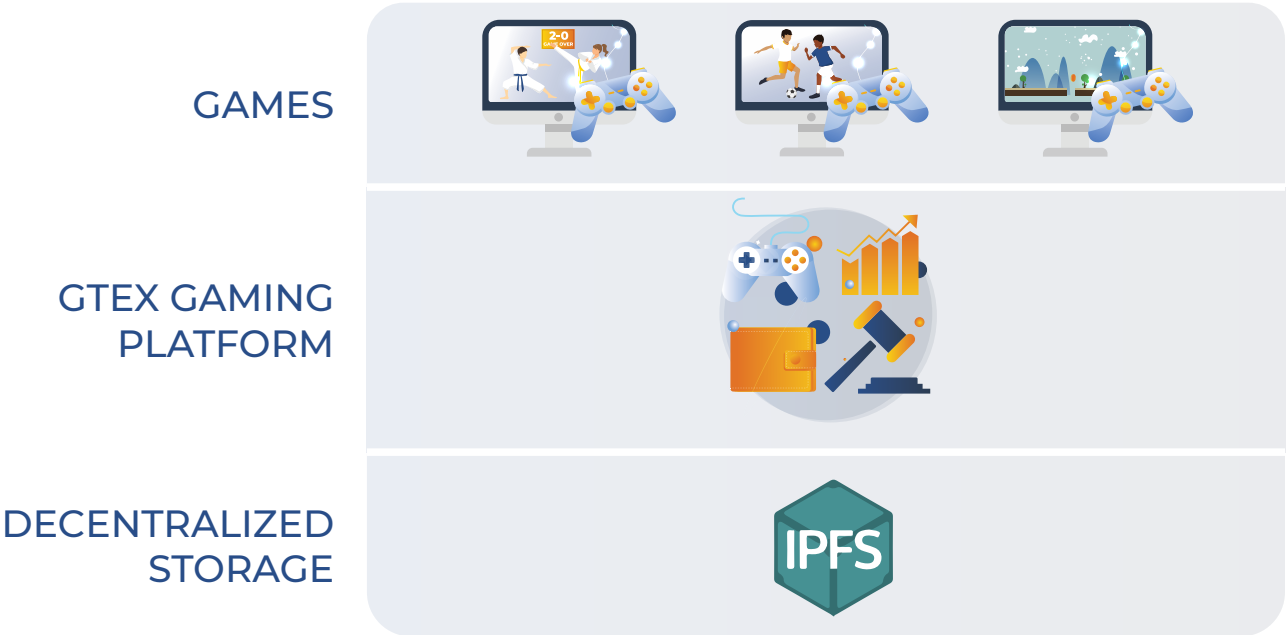 GAMES
2-0
GAME OVER
GTEX GAMING
PLATFORM
DECENTRALIZED
STORAGE
IPFS